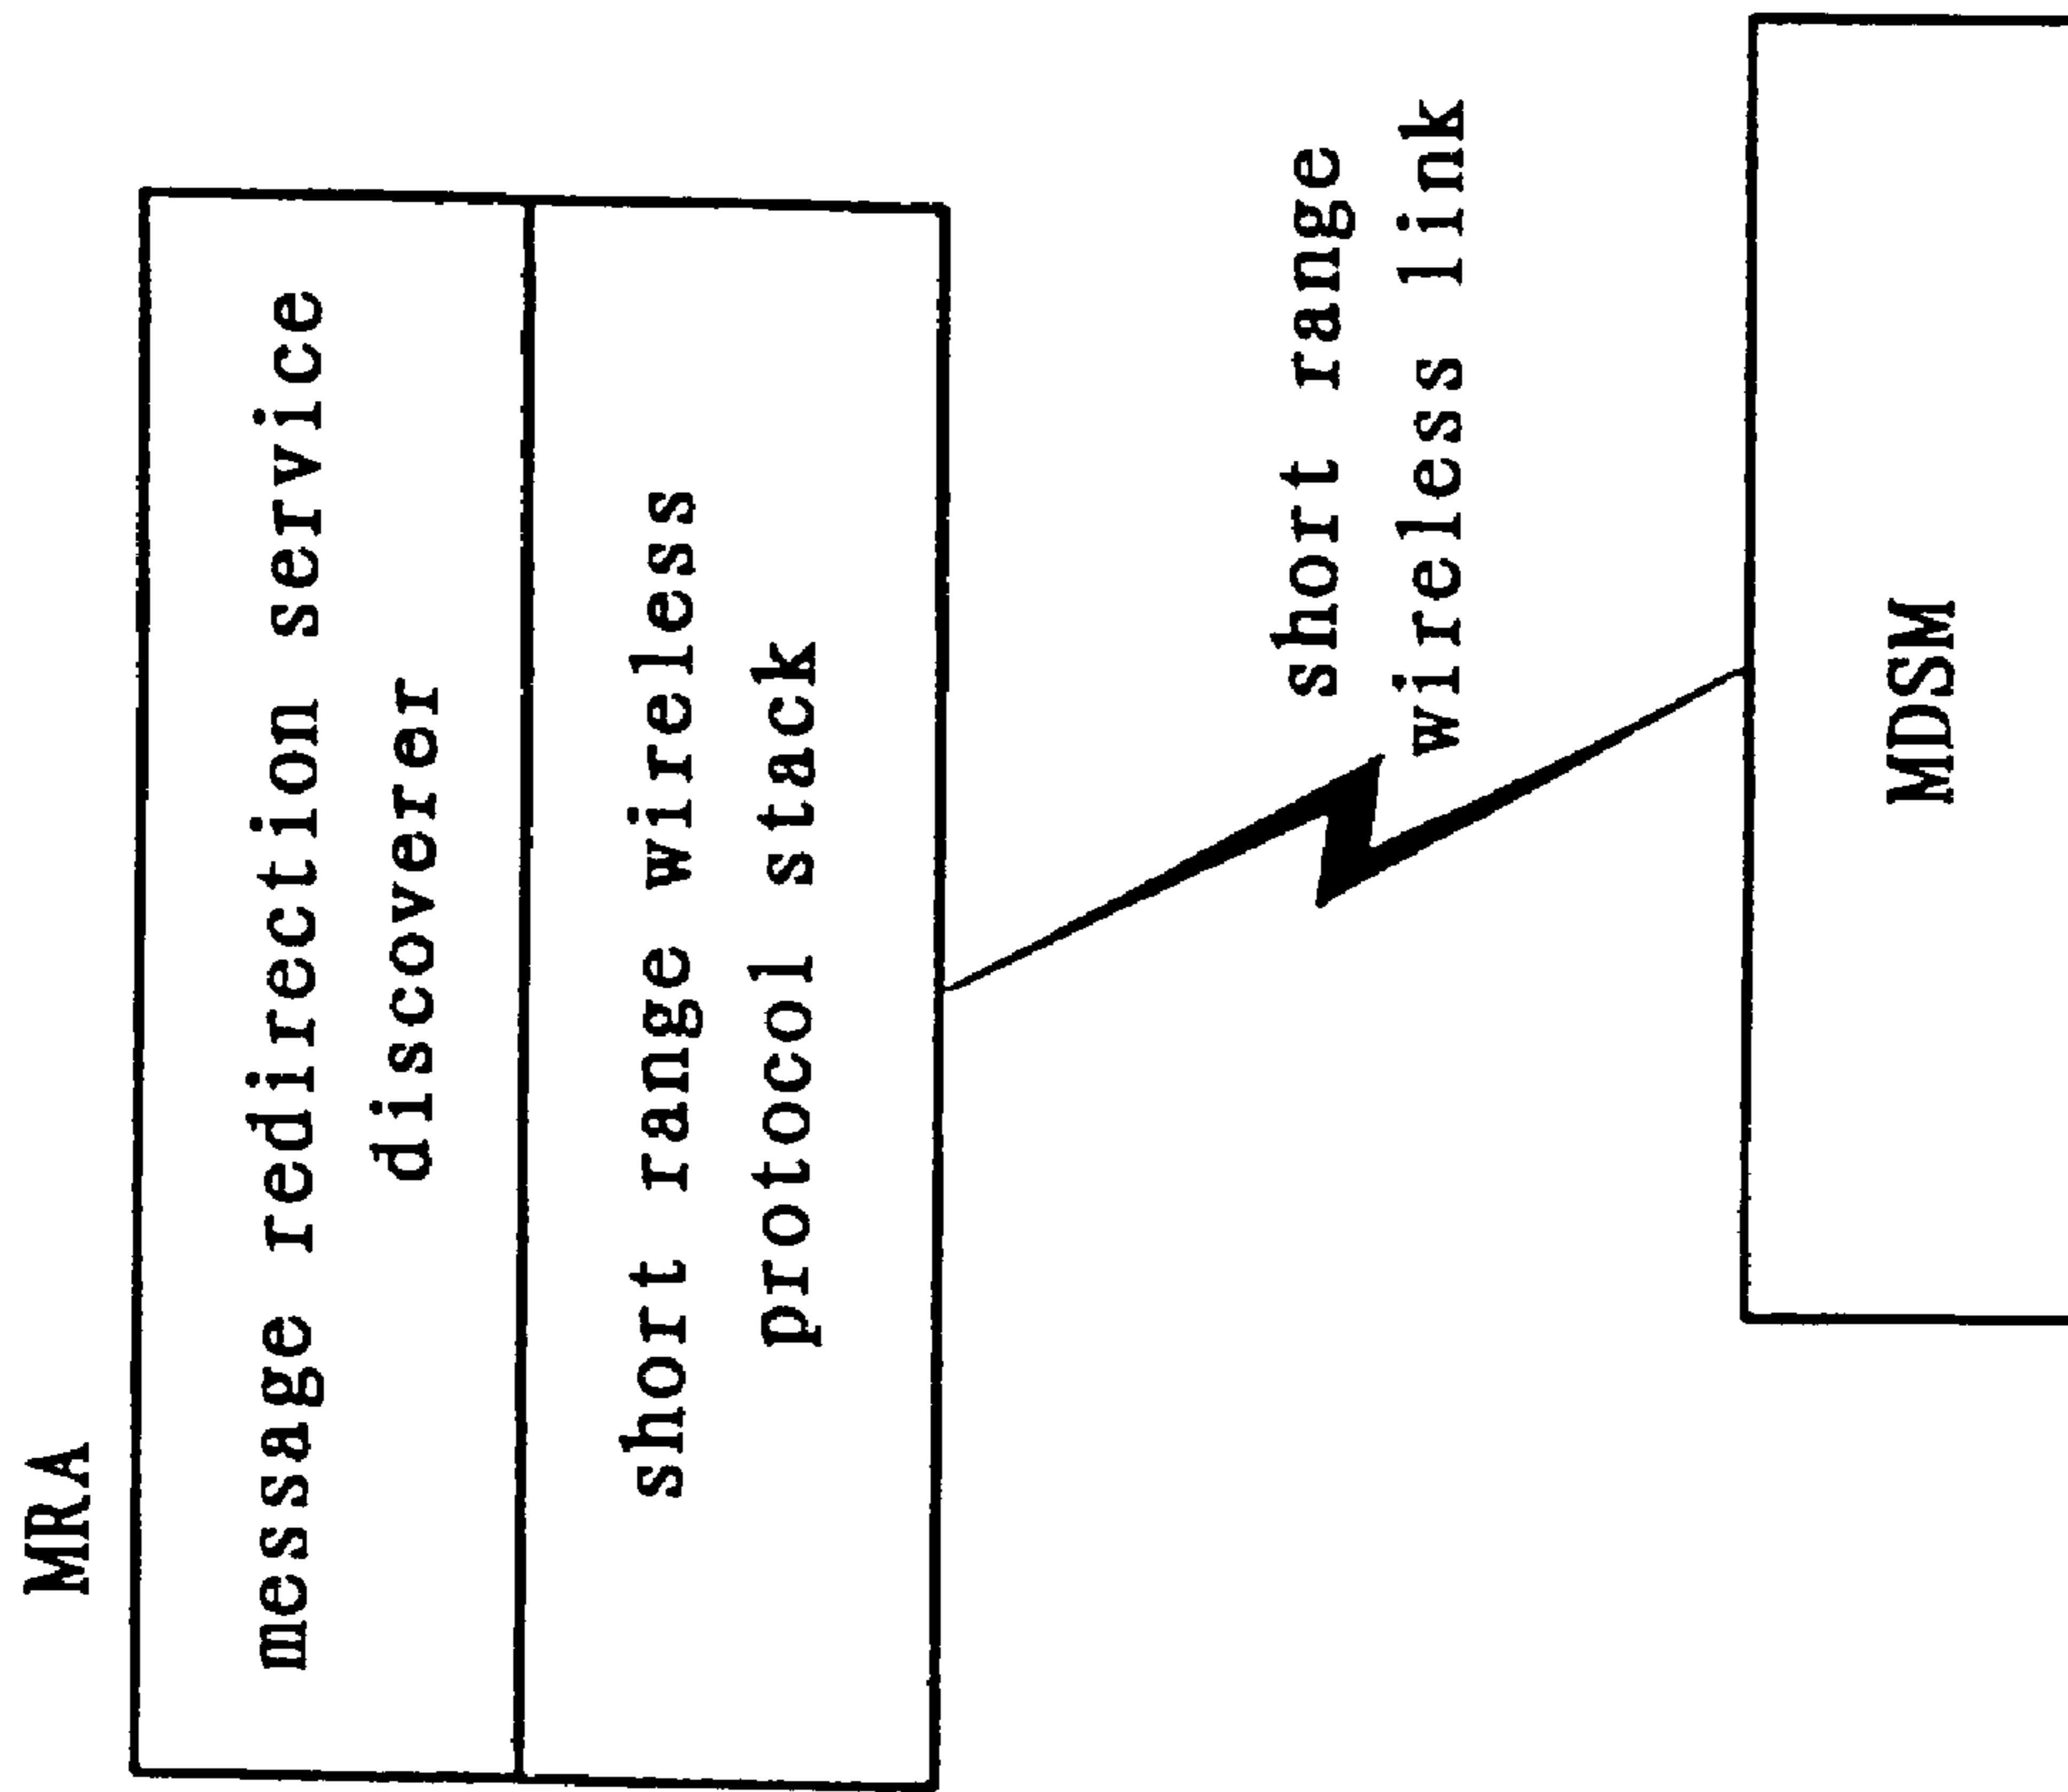 MRA
message redirection service
discoverer
short range wireless
protocol stack
short range
wireless link
MDSM